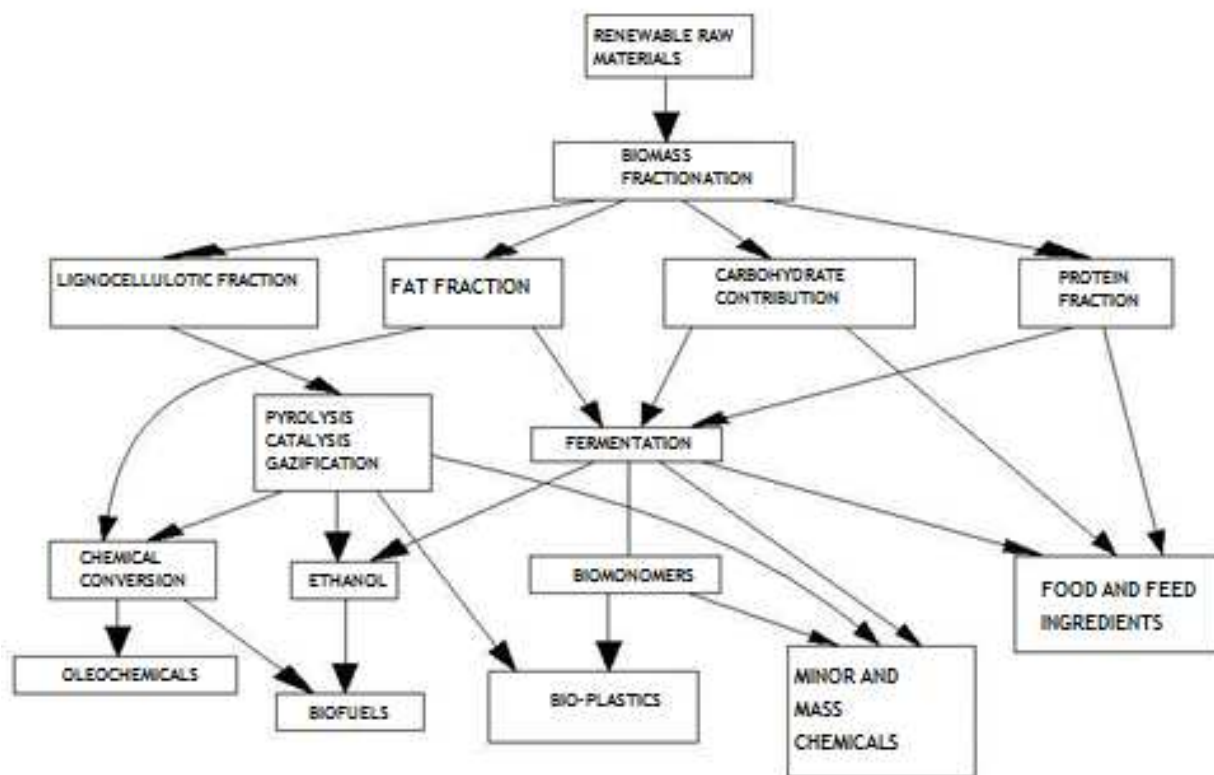 RENEWABLE RAW
MATERIALS
BIOMASS
FRACTIONATION
LIGNOCELLULOTIC FRACTION
FAT FRACTION
CARBOHYDRATE
CONTRIBUTION
PROTEIN
FRACTION
PYROLYSIS
CATALYSIS
GAZIFICATION
FERMENTATION
CHEMICAL
CONVERSION
ETHANOL
BIOMONOMERS
FOOD AND FEED
INGREDIENTS
OLEOCHEMICALS
BIOFUELS
BIO-PLASTICS
MINOR AND
MASS
CHEMICALS